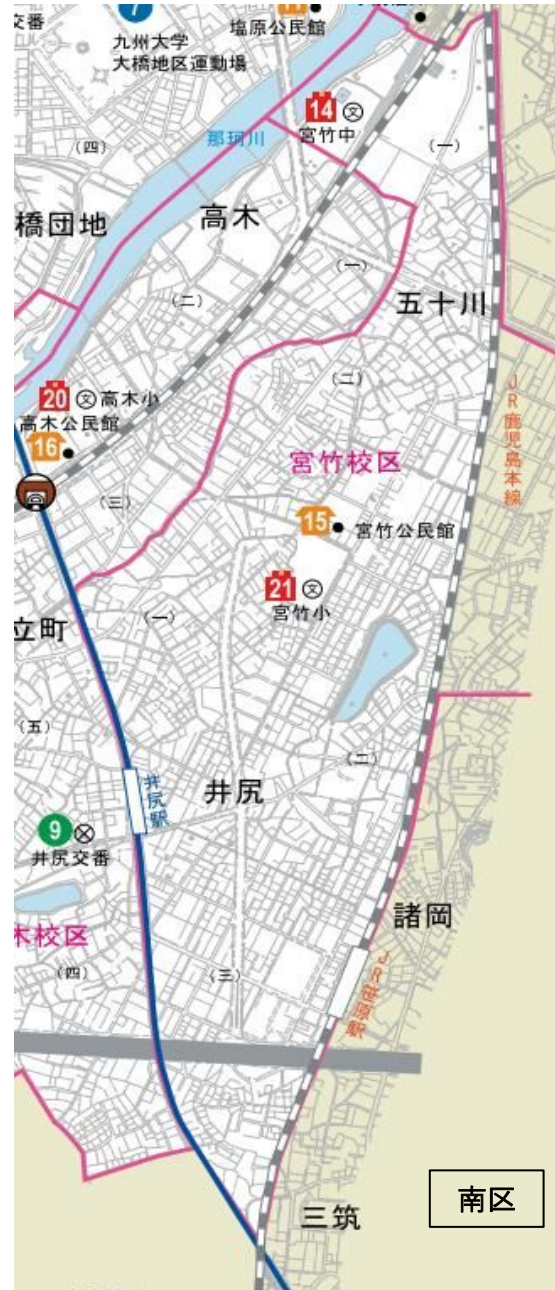 交番
7
九州大学
大橋地区運動場
塩原公民館
14
文
宮竹中
那珂川
(四)
(一)
橋団地
高木
(一)
(二)
五十川
(二)
20
文
高木小
高木公民館
16
JR鹿児島本線
宮竹校区
(三)
15
宮竹公民館
21
文
宮竹小
(一)
立町
(五)
(二)
井尻駅
井尻
9
井尻交番
諸岡
木校区
(四)
(三)
JR笹原駅
南区
三筑